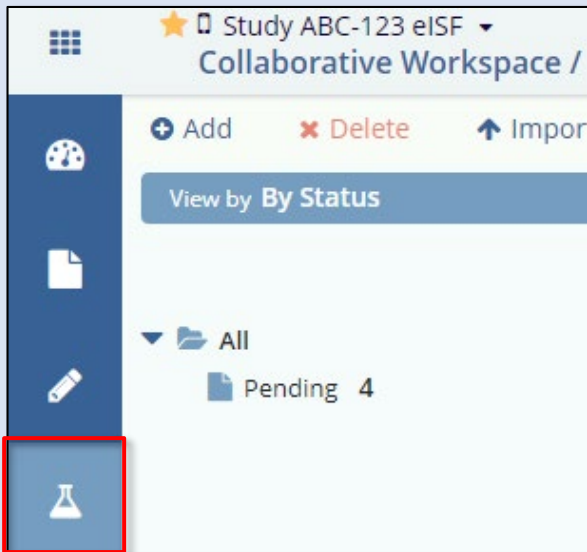 Study ABC-123 eISF
Collaborative Workspace /
Add Delete Impor
View by By Status
All
Pending 4